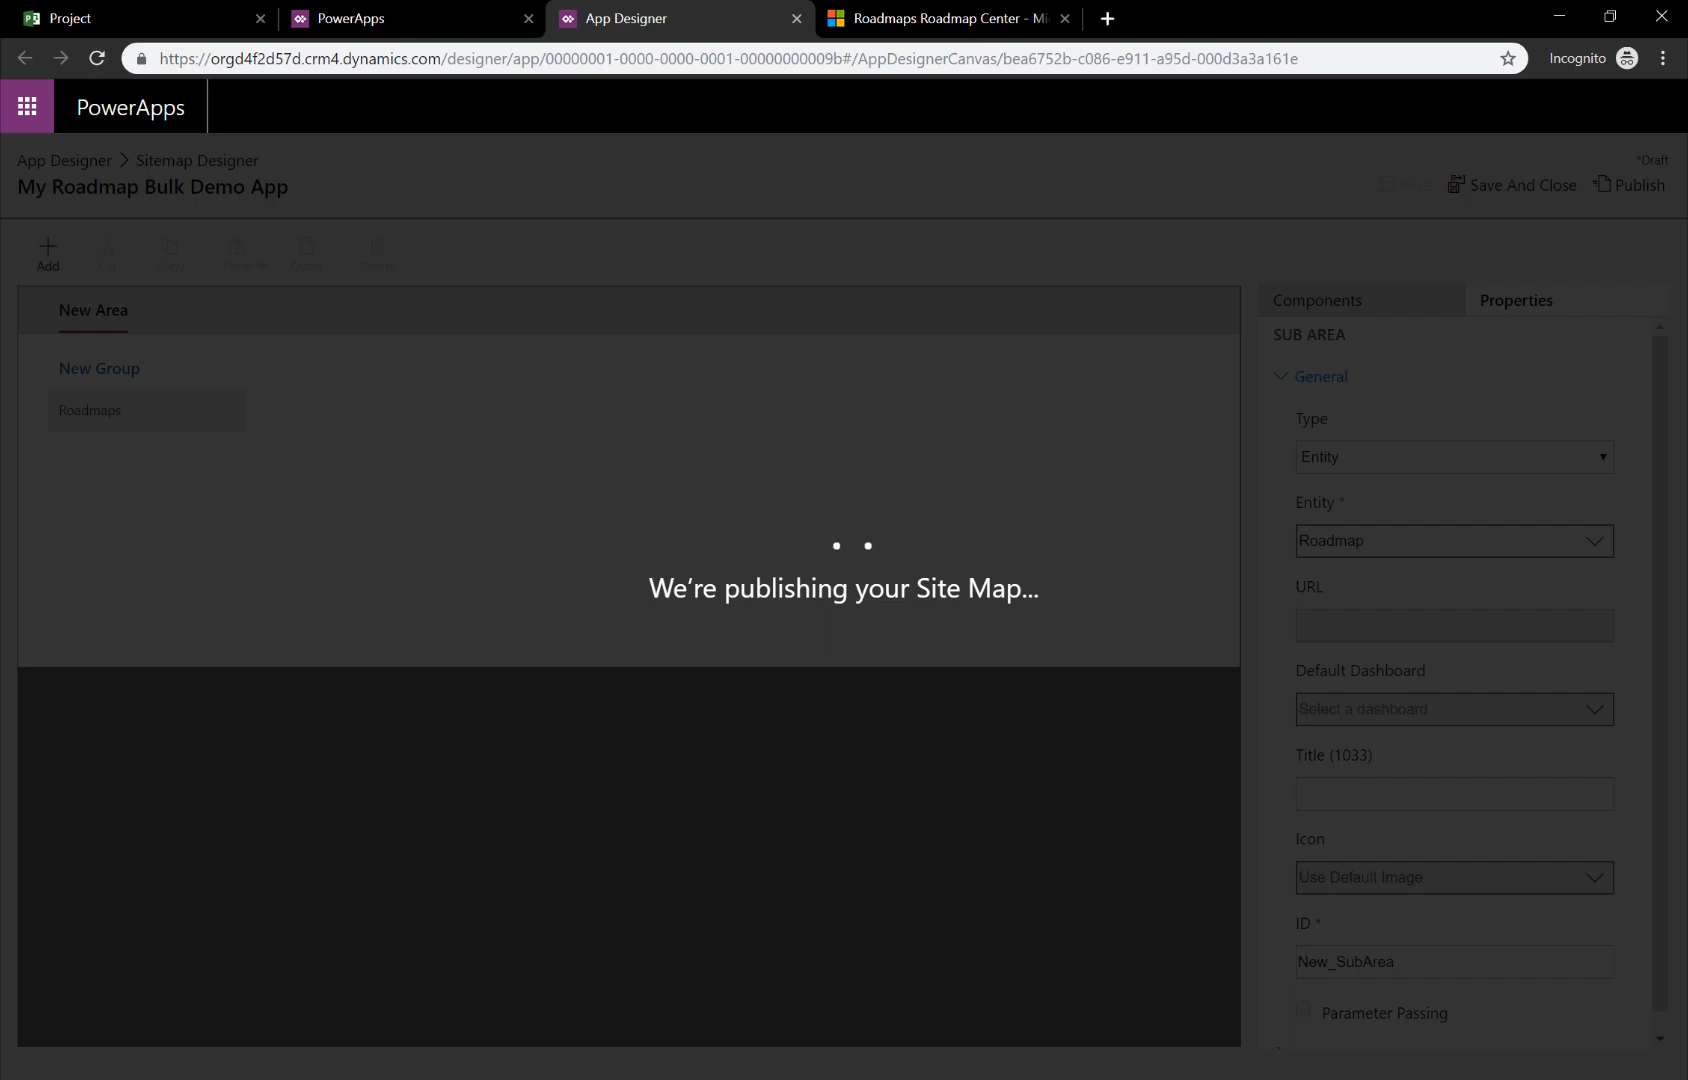 Project
PowerApps
App Designer
Roadmaps Roadmap Center - Mi
https://orgd4f2d57d.crm4.dynamics.com/designer/app/00000001-0000-0000-0001-00000000009b#/AppDesignerCanvas/bea6752b-c086-e911-a95d-000d3a3a161e
Incognito
PowerApps
App Designer > Sitemap Designer
*Draft
My Roadmap Bulk Demo App
Save
Save And Close
Publish
Add
Cut
Copy
Paste
Clone
Delete
New Area
Components
Properties
SUB AREA
New Group
General
Roadmaps
Type
Entity
Entity *
Roadmap
We're publishing your Site Map...
URL
Default Dashboard
Select a dashboard
Title (1033)
Icon
Use Default Image
ID *
New_SubArea
Parameter Passing